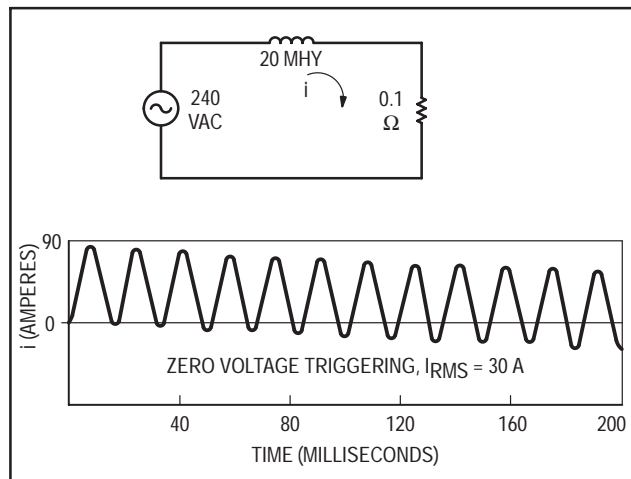 20 MHY
i
240
VAC
0.1
Ω
90
0
i (AMPERES)
ZERO VOLTAGE TRIGGERING, IRMS = 30 A
40 80 120 160 200
TIME (MILLISECONDS)